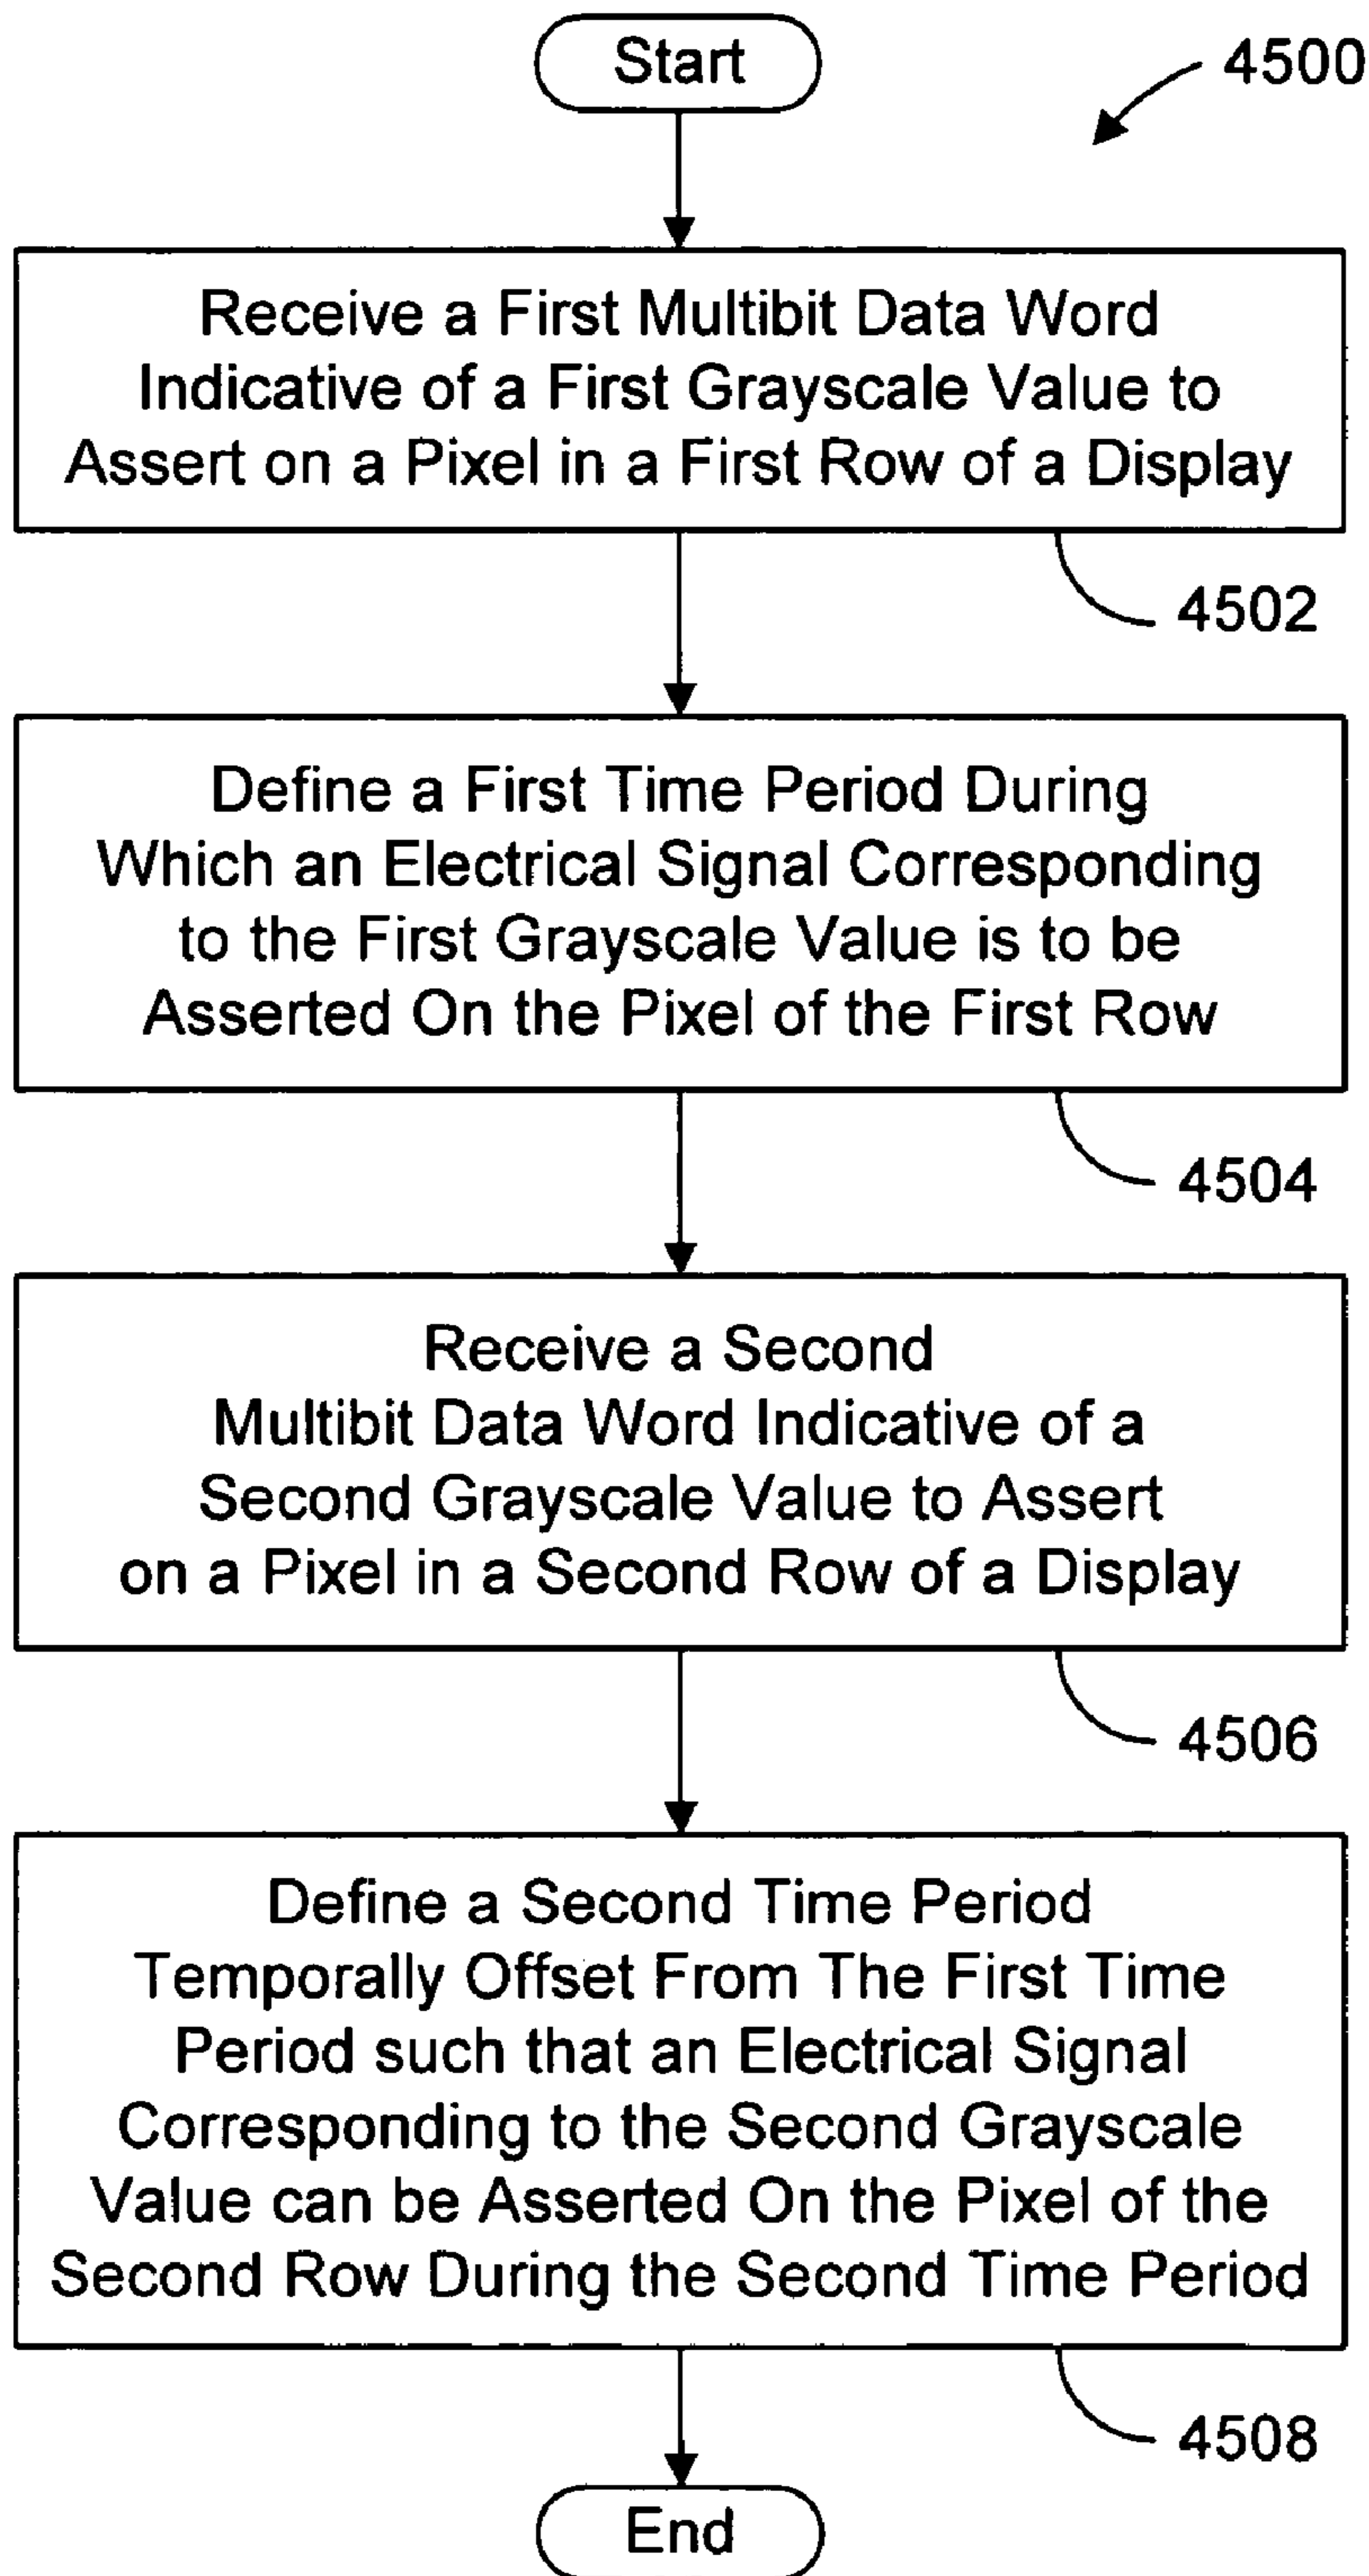 Start
4500
Receive a First Multibit Data Word
Indicative of a First Grayscale Value to
Assert on a Pixel in a First Row of a Display
4502
Define a First Time Period During
Which an Electrical Signal Corresponding
to the First Grayscale Value is to be
Asserted On the Pixel of the First Row
4504
Receive a Second
Multibit Data Word Indicative of a
Second Grayscale Value to Assert
on a Pixel in a Second Row of a Display
4506
Define a Second Time Period
Temporally Offset From The First Time
Period such that an Electrical Signal
Corresponding to the Second Grayscale
Value can be Asserted On the Pixel of the
Second Row During the Second Time Period
4508
End